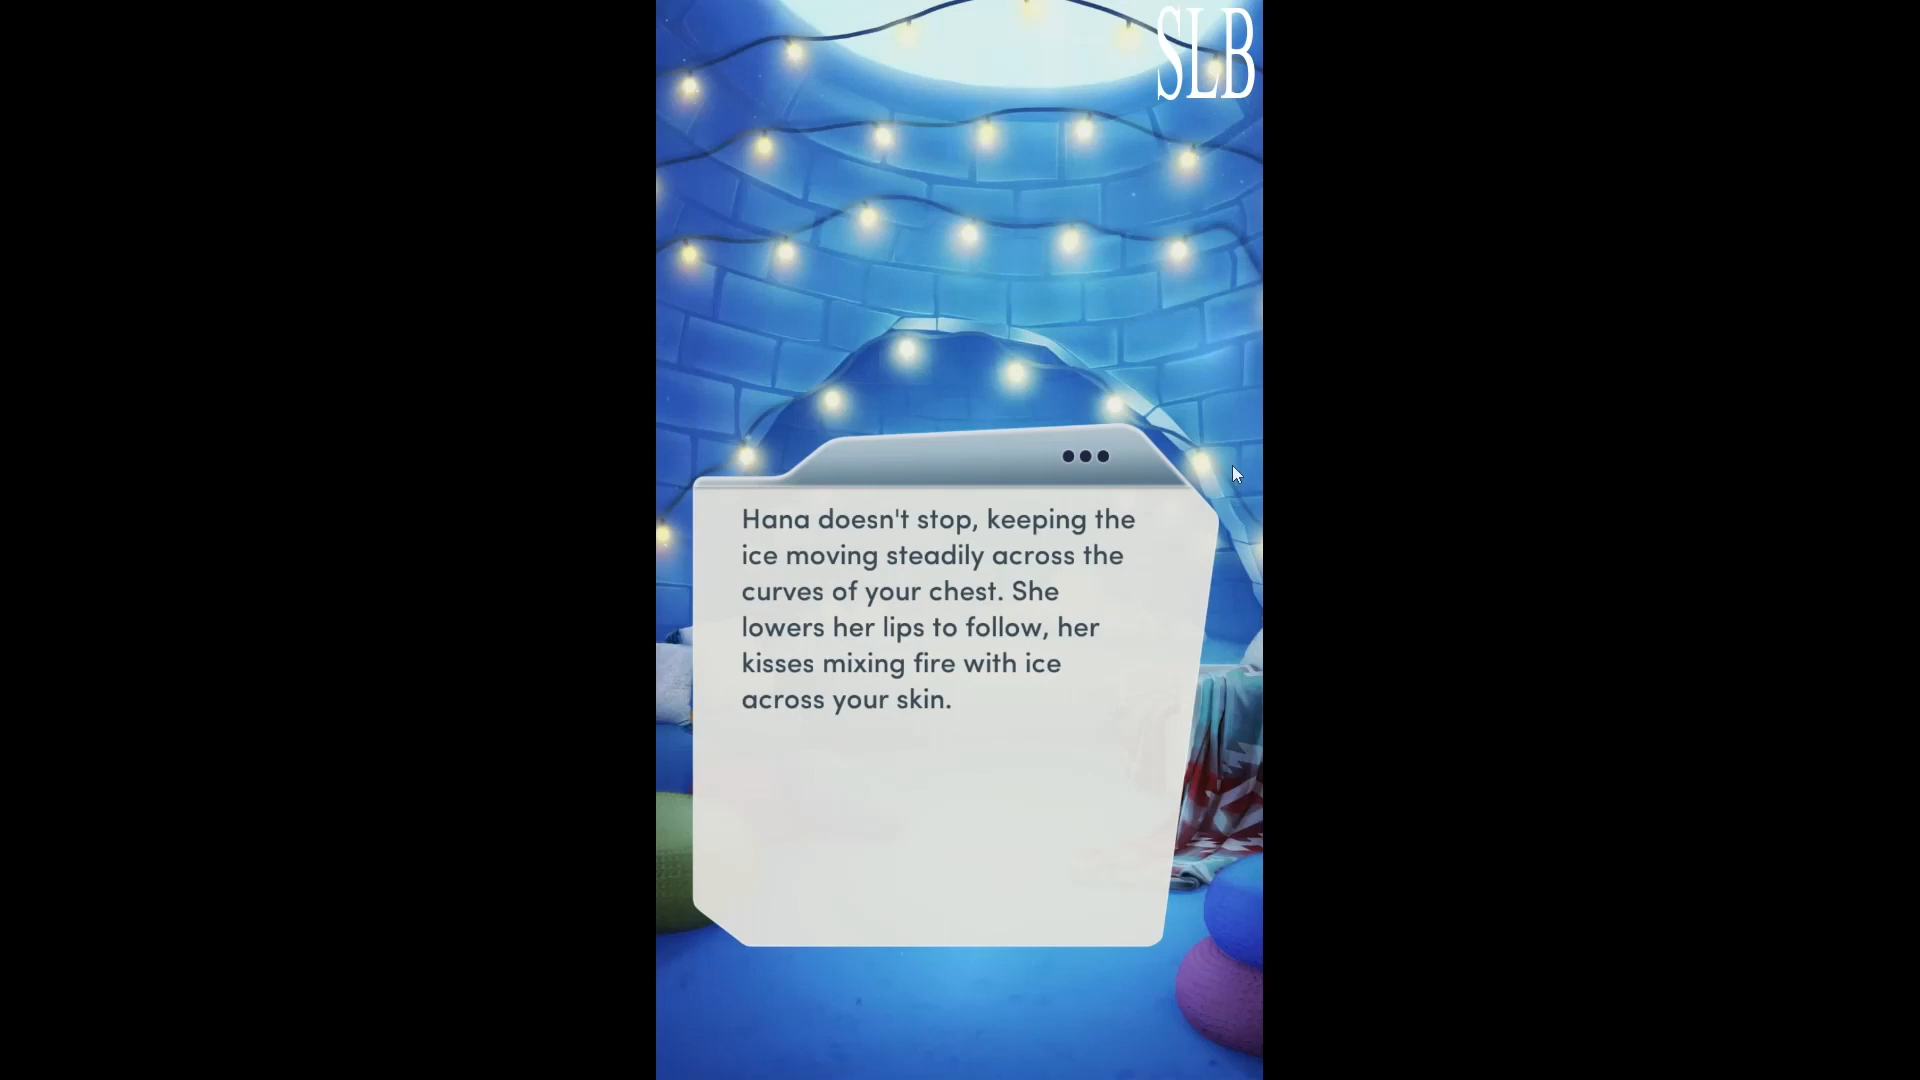 SLB
Hana doesn't stop, keeping the
ice moving steadily across the
curves of your chest. She
lowers her lips to follow, her
kisses mixing fire with ice
across your skin.